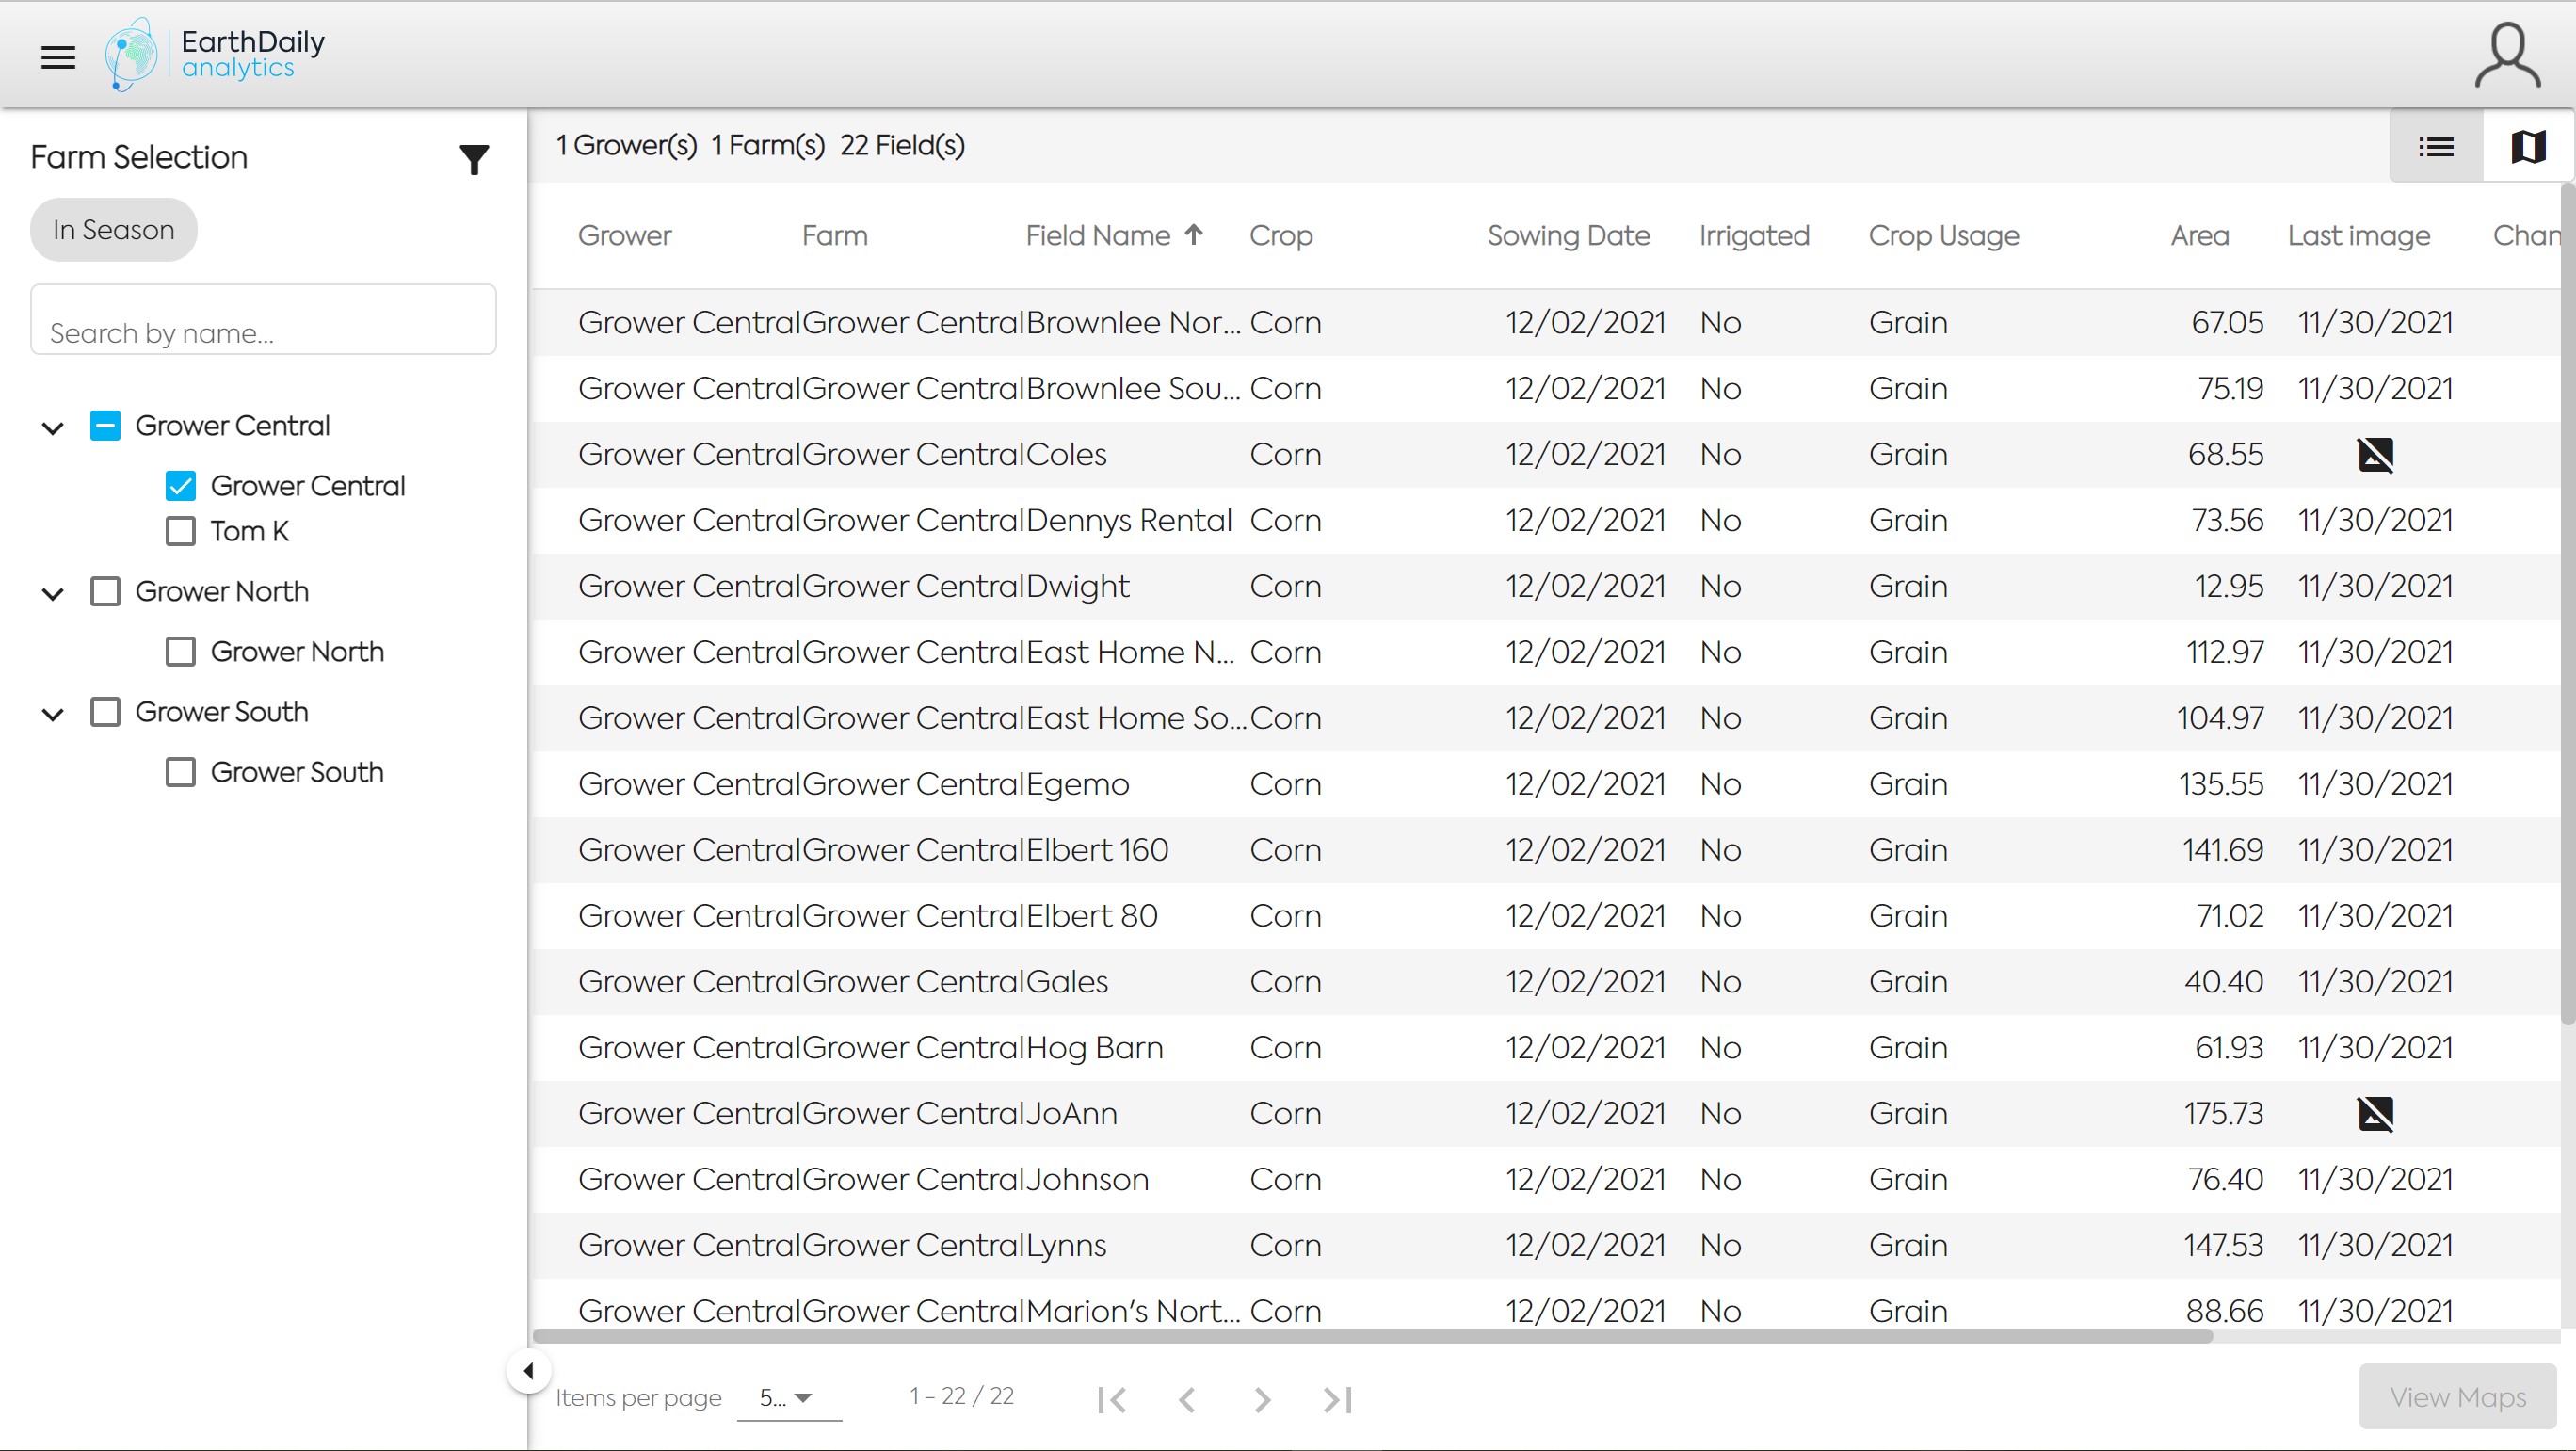 EarthDaily
analytics
Farm Selection
In Season
Search by name...
Grower Central
Grower Central
Tom K
Grower North
Grower North
Grower South
Grower South
1 Grower(s) 1 Farm(s) 22 Field(s)
Grower Farm Field Name Crop Sowing Date Irrigated Crop Usage Area Last image Chan
Grower Central Grower Central Brownlee Nor... Corn 12/02/2021 No Grain 67.05 11/30/2021
Grower Central Grower Central Brownlee Sou... Corn 12/02/2021 No Grain 75.19 11/30/2021
Grower Central Grower Central Coles Corn 12/02/2021 No Grain 68.55
Grower Central Grower Central Dennys Rental Corn 12/02/2021 No Grain 73.56 11/30/2021
Grower Central Grower Central Dwight Corn 12/02/2021 No Grain 12.95 11/30/2021
Grower Central Grower Central East Home N... Corn 12/02/2021 No Grain 112.97 11/30/2021
Grower Central Grower Central East Home So... Corn 12/02/2021 No Grain 104.97 11/30/2021
Grower Central Grower Central Egemo Corn 12/02/2021 No Grain 135.55 11/30/2021
Grower Central Grower Central Elbert 160 Corn 12/02/2021 No Grain 141.69 11/30/2021
Grower Central Grower Central Elbert 80 Corn 12/02/2021 No Grain 71.02 11/30/2021
Grower Central Grower Central Gales Corn 12/02/2021 No Grain 40.40 11/30/2021
Grower Central Grower Central Hog Barn Corn 12/02/2021 No Grain 61.93 11/30/2021
Grower Central Grower Central JoAnn Corn 12/02/2021 No Grain 175.73
Grower Central Grower Central Johnson Corn 12/02/2021 No Grain 76.40 11/30/2021
Grower Central Grower Central Lynns Corn 12/02/2021 No Grain 147.53 11/30/2021
Grower Central Grower Central Marion's Nort... Corn 12/02/2021 No Grain 88.66 11/30/2021
Items per page 5... 1 - 22 / 22
View Maps